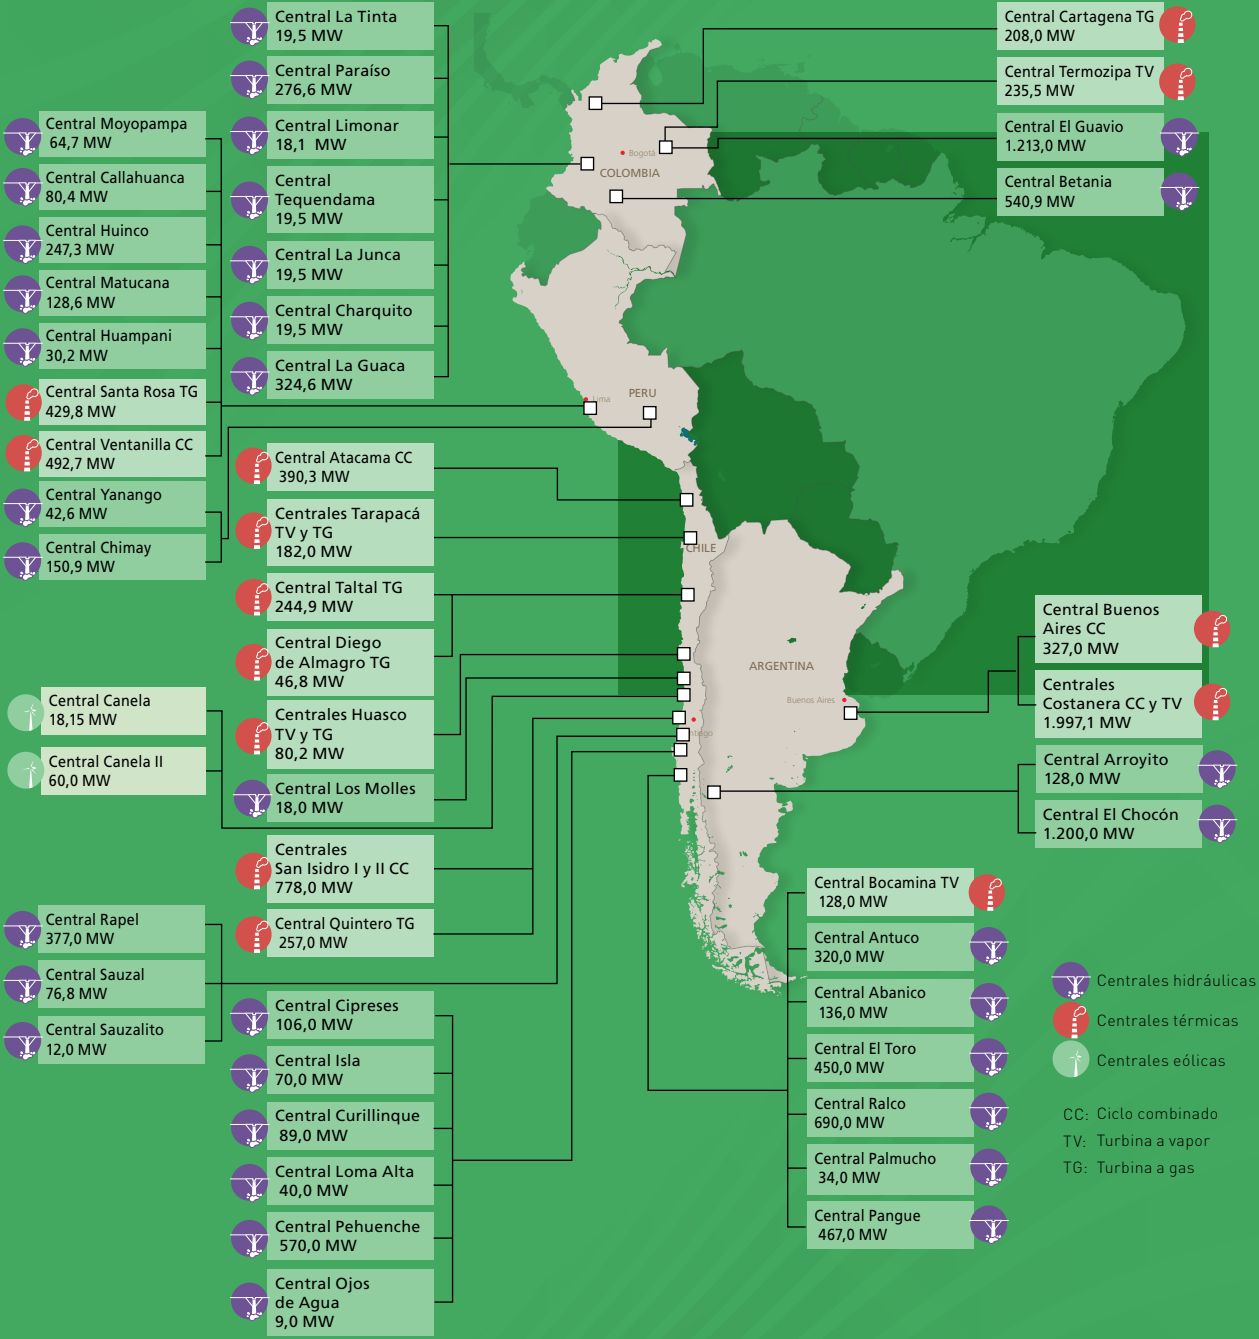 Central La Tinta
19,5 MW
Central Paraíso
276,6 MW
Central Limonar
18,1 MW
Central
Tequendama
19,5 MW
Central La Junca
19,5 MW
Central Charquito
19,5 MW
Central La Guaca
324,6 MW
Central Moyopampa
64,7 MW
Central Callahuanca
80,4 MW
Central Huinco
247,3 MW
Central Matucana
128,6 MW
Central Huampani
30,2 MW
Central Santa Rosa TG
429,8 MW
Central Ventanilla CC
492,7 MW
Central Yanango
42,6 MW
Central Chimay
150,9 MW
Central Cartagena TG
208,0 MW
Central Termozipa TV
235,5 MW
Central El Guavio
1.213,0 MW
Central Betania
540,9 MW
Bogotá
COLOMBIA
Lima
PERU
CHILE
ARGENTINA
Buenos Aires
Central Atacama CC
390,3 MW
Centrales Tarapacá
TV y TG
182,0 MW
Central Taltal TG
244,9 MW
Central Diego
de Almagro TG
46,8 MW
Centrales Huasco
TV y TG
80,2 MW
Central Los Molles
18,0 MW
Central Canela
18,15 MW
Central Canela II
60,0 MW
Centrales
San Isidro I y II CC
778,0 MW
Central Quintero TG
257,0 MW
Central Rapel
377,0 MW
Central Sauzal
76,8 MW
Central Sauzalito
12,0 MW
Central Cipreses
106,0 MW
Central Isla
70,0 MW
Central Curillinque
89,0 MW
Central Loma Alta
40,0 MW
Central Pehuenche
570,0 MW
Central Ojos
de Agua
9,0 MW
Central Buenos
Aires CC
327,0 MW
Centrales
Costanera CC y TV
1.997,1 MW
Central Arroyito
128,0 MW
Central El Chocón
1.200,0 MW
Central Bocamina TV
128,0 MW
Central Antuco
320,0 MW
Central Abanico
136,0 MW
Central El Toro
450,0 MW
Central Ralco
690,0 MW
Central Palmucho
34,0 MW
Central Pangue
467,0 MW
Centrales hidráulicas
Centrales térmicas
Centrales eólicas
CC: Ciclo combinado
TV: Turbina a vapor
TG: Turbina a gas